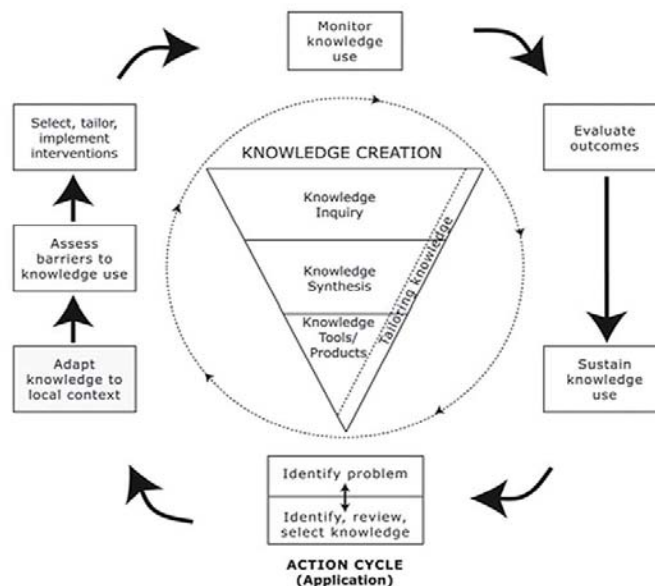 Monitor
knowledge
use
Select, tailor,
implement
interventions
Evaluate
outcomes
KNOWLEDGE CREATION
Knowledge
Inquiry
Tailoring knowledge
Assess
barriers to
knowledge use
Knowledge
Synthesis
Knowledge
Tools/
Products
Adapt
knowledge to
local context
Sustain
knowledge
use
Identify problem
Identify, review,
select knowledge
ACTION CYCLE
(Application)